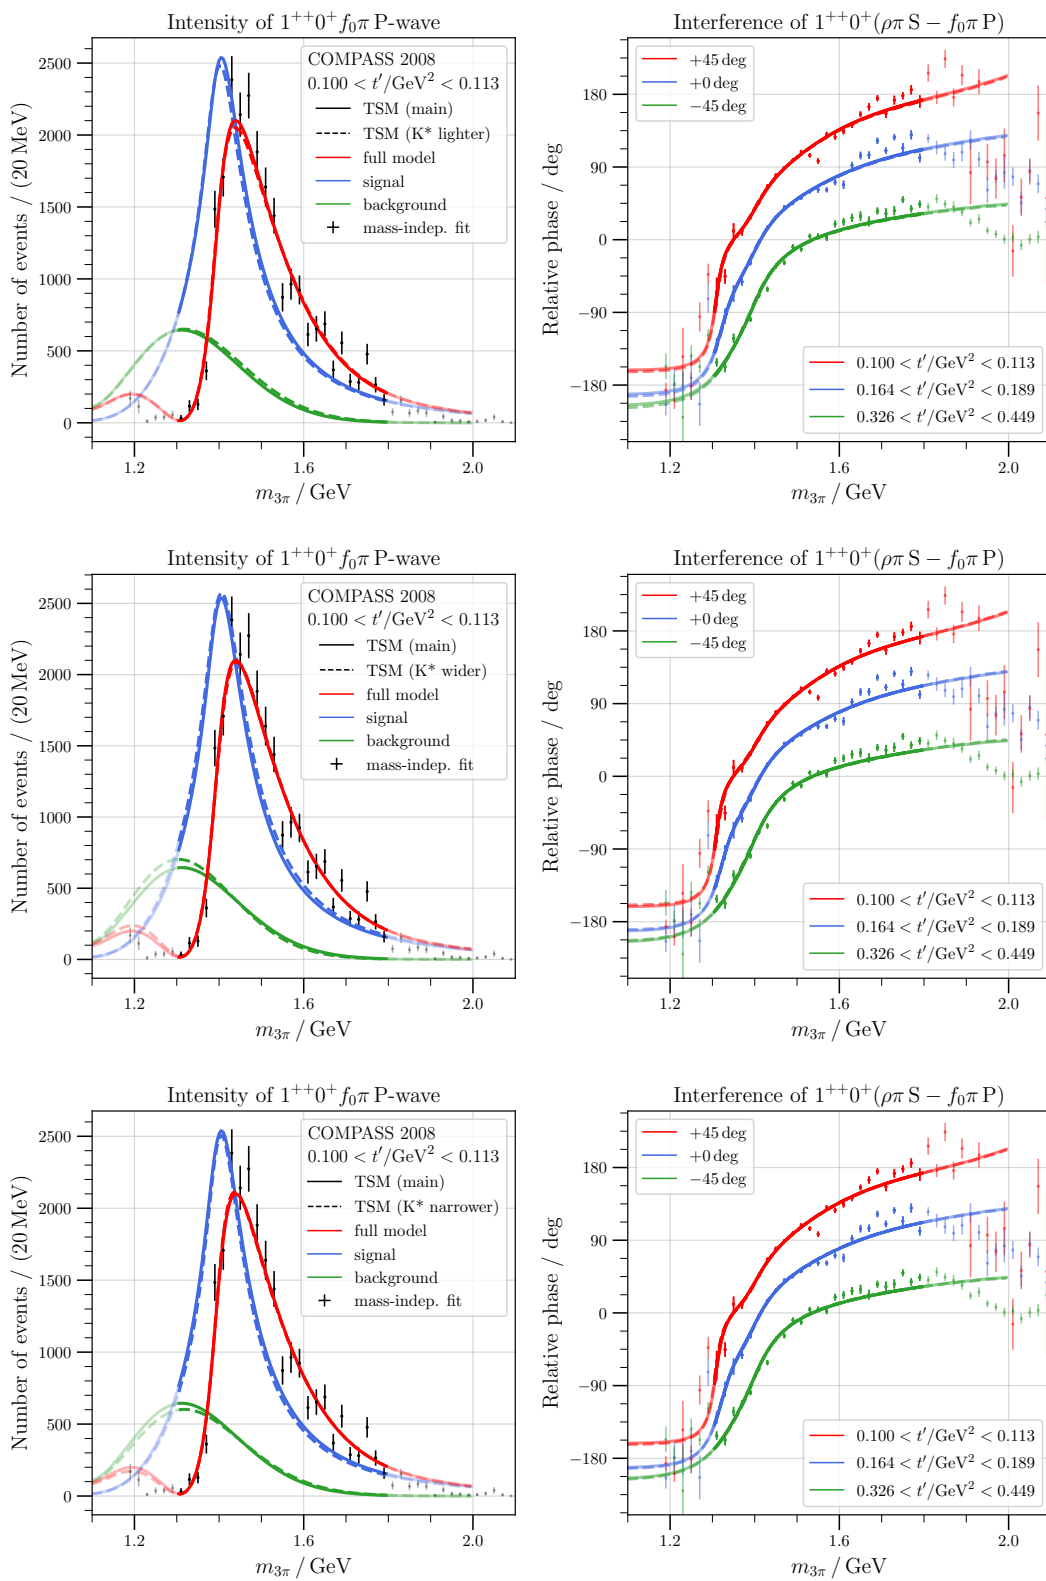 Intensity of 1⁺⁺0⁺f₀π P-wave
Number of events / (20 MeV)
2500
2000
1500
1000
500
0
COMPASS 2008
0.100 < t′/GeV² < 0.113
TSM (main)
TSM (K* lighter)
full model
signal
background
mass-indep. fit
1.2
1.6
2.0
m₃π / GeV
Interference of 1⁺⁺0⁺(ρπ S − f₀π P)
Relative phase / deg
180
90
0
−90
−180
+45 deg
+0 deg
−45 deg
0.100 < t′/GeV² < 0.113
0.164 < t′/GeV² < 0.189
0.326 < t′/GeV² < 0.449
1.2
1.6
2.0
m₃π / GeV
Intensity of 1⁺⁺0⁺f₀π P-wave
Number of events / (20 MeV)
2500
2000
1500
1000
500
0
COMPASS 2008
0.100 < t′/GeV² < 0.113
TSM (main)
TSM (K* wider)
full model
signal
background
mass-indep. fit
1.2
1.6
2.0
m₃π / GeV
Interference of 1⁺⁺0⁺(ρπ S − f₀π P)
Relative phase / deg
180
90
0
−90
−180
+45 deg
+0 deg
−45 deg
0.100 < t′/GeV² < 0.113
0.164 < t′/GeV² < 0.189
0.326 < t′/GeV² < 0.449
1.2
1.6
2.0
m₃π / GeV
Intensity of 1⁺⁺0⁺f₀π P-wave
Number of events / (20 MeV)
2500
2000
1500
1000
500
0
COMPASS 2008
0.100 < t′/GeV² < 0.113
TSM (main)
TSM (K* narrower)
full model
signal
background
mass-indep. fit
1.2
1.6
2.0
m₃π / GeV
Interference of 1⁺⁺0⁺(ρπ S − f₀π P)
Relative phase / deg
180
90
0
−90
−180
+45 deg
+0 deg
−45 deg
0.100 < t′/GeV² < 0.113
0.164 < t′/GeV² < 0.189
0.326 < t′/GeV² < 0.449
1.2
1.6
2.0
m₃π / GeV